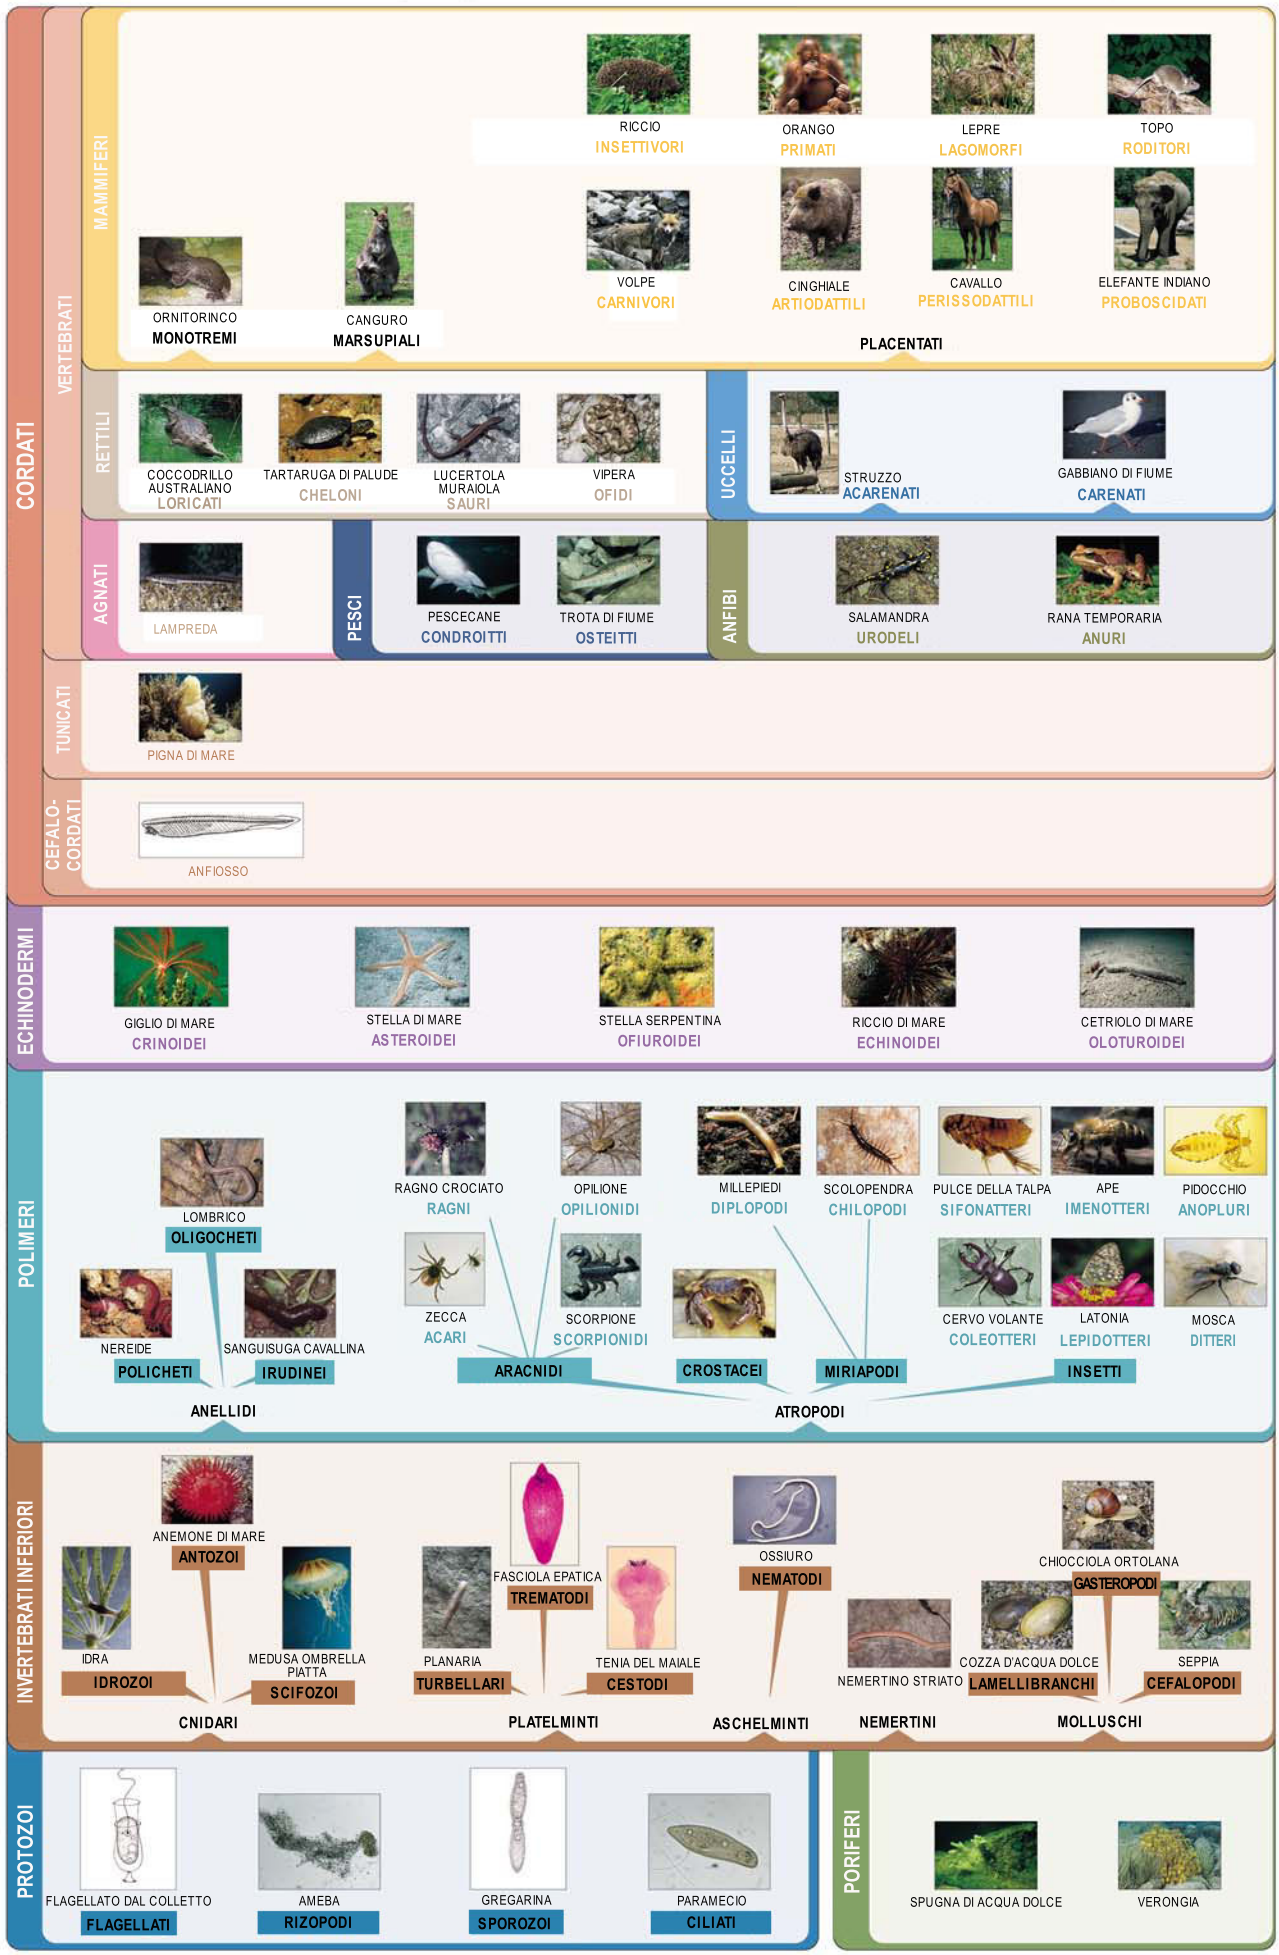 CORDATI
VERTEBRATI
MAMMIFERI
RICCIO
INSETTIVORI
ORANGO
PRIMATI
LEPRE
LAGOMORFI
TOPO
RODITORI
VOLPE
CARNIVORI
CINGHIALE
ARTIODATTILI
CAVALLO
PERISSODATTILI
ELEFANTE INDIANO
PROBOSCIDATI
ORNITORINCO
MONOTREMI
CANGURO
MARSUPIALI
PLACENTATI
RETTILI
COCCODRILLO
AUSTRALIANO
LORICATI
TARTARUGA DI PALUDE
CHELONI
LUCERTOLA
MURAIOLA
SAURI
VIPERA
OFIDI
UCCELLI
STRUZZO
ACARENATI
GABBIANO DI FIUME
CARENATI
AGNATI
LAMPREDA
PESCI
PESCECANE
CONDROITTI
TROTA DI FIUME
OSTEITTI
ANFIBI
SALAMANDRA
URODELI
RANA TEMPORARIA
ANURI
TUNICATI
PIGNA DI MARE
CEFALO-
CORDATI
ANFIOSSO
ECHINODERMI
GIGLIO DI MARE
CRINOIDEI
STELLA DI MARE
ASTEROIDEI
STELLA SERPENTINA
OFIUROIDEI
RICCIO DI MARE
ECHINOIDEI
CETRIOLO DI MARE
OLOTUROIDEI
POLIMERI
LOMBRICO
OLIGOCHETI
NEREIDE
POLICHETI
SANGUISUGA CAVALLINA
IRUDINEI
ANELLIDI
RAGNO CROCIATO
RAGNI
OPILIONE
OPILIONIDI
ZECCA
ACARI
SCORPIONE
SCORPIONIDI
ARACNIDI
CROSTACEI
MILLEPIEDI
DIPLOPODI
SCOLOPENDRA
CHILOPODI
MIRIAPODI
PULCE DELLA TALPA
SIFONATTERI
APE
IMENOTTERI
PIDOCCHIO
ANOPLURI
CERVO VOLANTE
COLEOTTERI
LATONIA
LEPIDOTTERI
MOSCA
DITTERI
INSETTI
ATROPODI
INVERTEBRATI INFERIORI
ANEMONE DI MARE
ANTOZOI
IDRA
IDROZOI
MEDUSA OMBRELLA
PIATTA
SCIFOZOI
CNIDARI
FASCIOLA EPATICA
TREMATODI
PLANARIA
TURBELLARI
TENIA DEL MAIALE
CESTODI
PLATELMINTI
OSSIURO
NEMATODI
ASCHELMINTI
NEMERTINO STRIATO
NEMERTINI
CHIOCCIOLA ORTOLANA
GASTEROPODI
COZZA D'ACQUA DOLCE
LAMELLIBRANCHI
SEPPIA
CEFALOPODI
MOLLUSCHI
PROTOZOI
FLAGELLATO DAL COLLETTO
FLAGELLATI
AMEBA
RIZOPODI
GREGARINA
SPOROZOI
PARAMECIO
CILIATI
PORIFERI
SPUGNA DI ACQUA DOLCE
VERONGIA